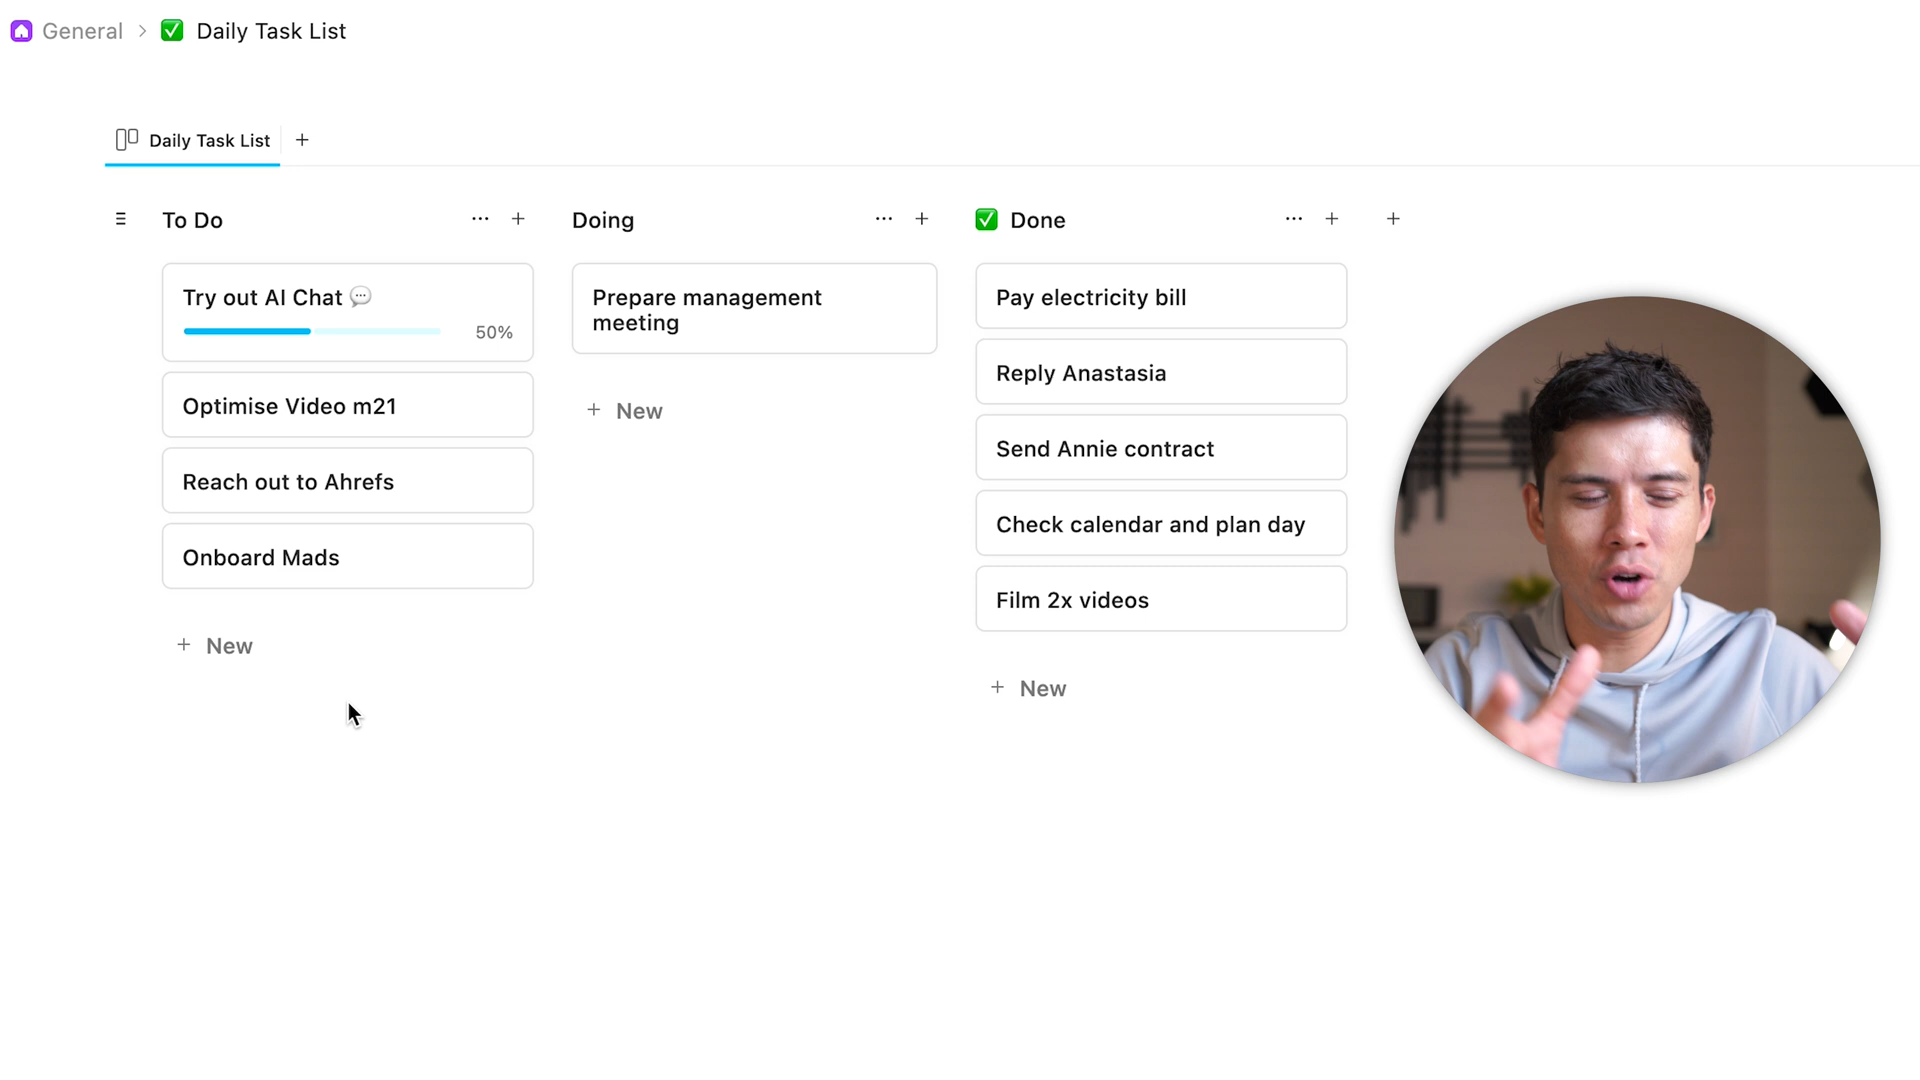 General > ✅ Daily Task List
Daily Task List +
To Do ... +
Try out AI Chat 💬
50%
Optimise Video m21
Reach out to Ahrefs
Onboard Mads
+ New
Doing ... +
Prepare management
meeting
+ New
✅ Done ... + +
Pay electricity bill
Reply Anastasia
Send Annie contract
Check calendar and plan day
Film 2x videos
+ New